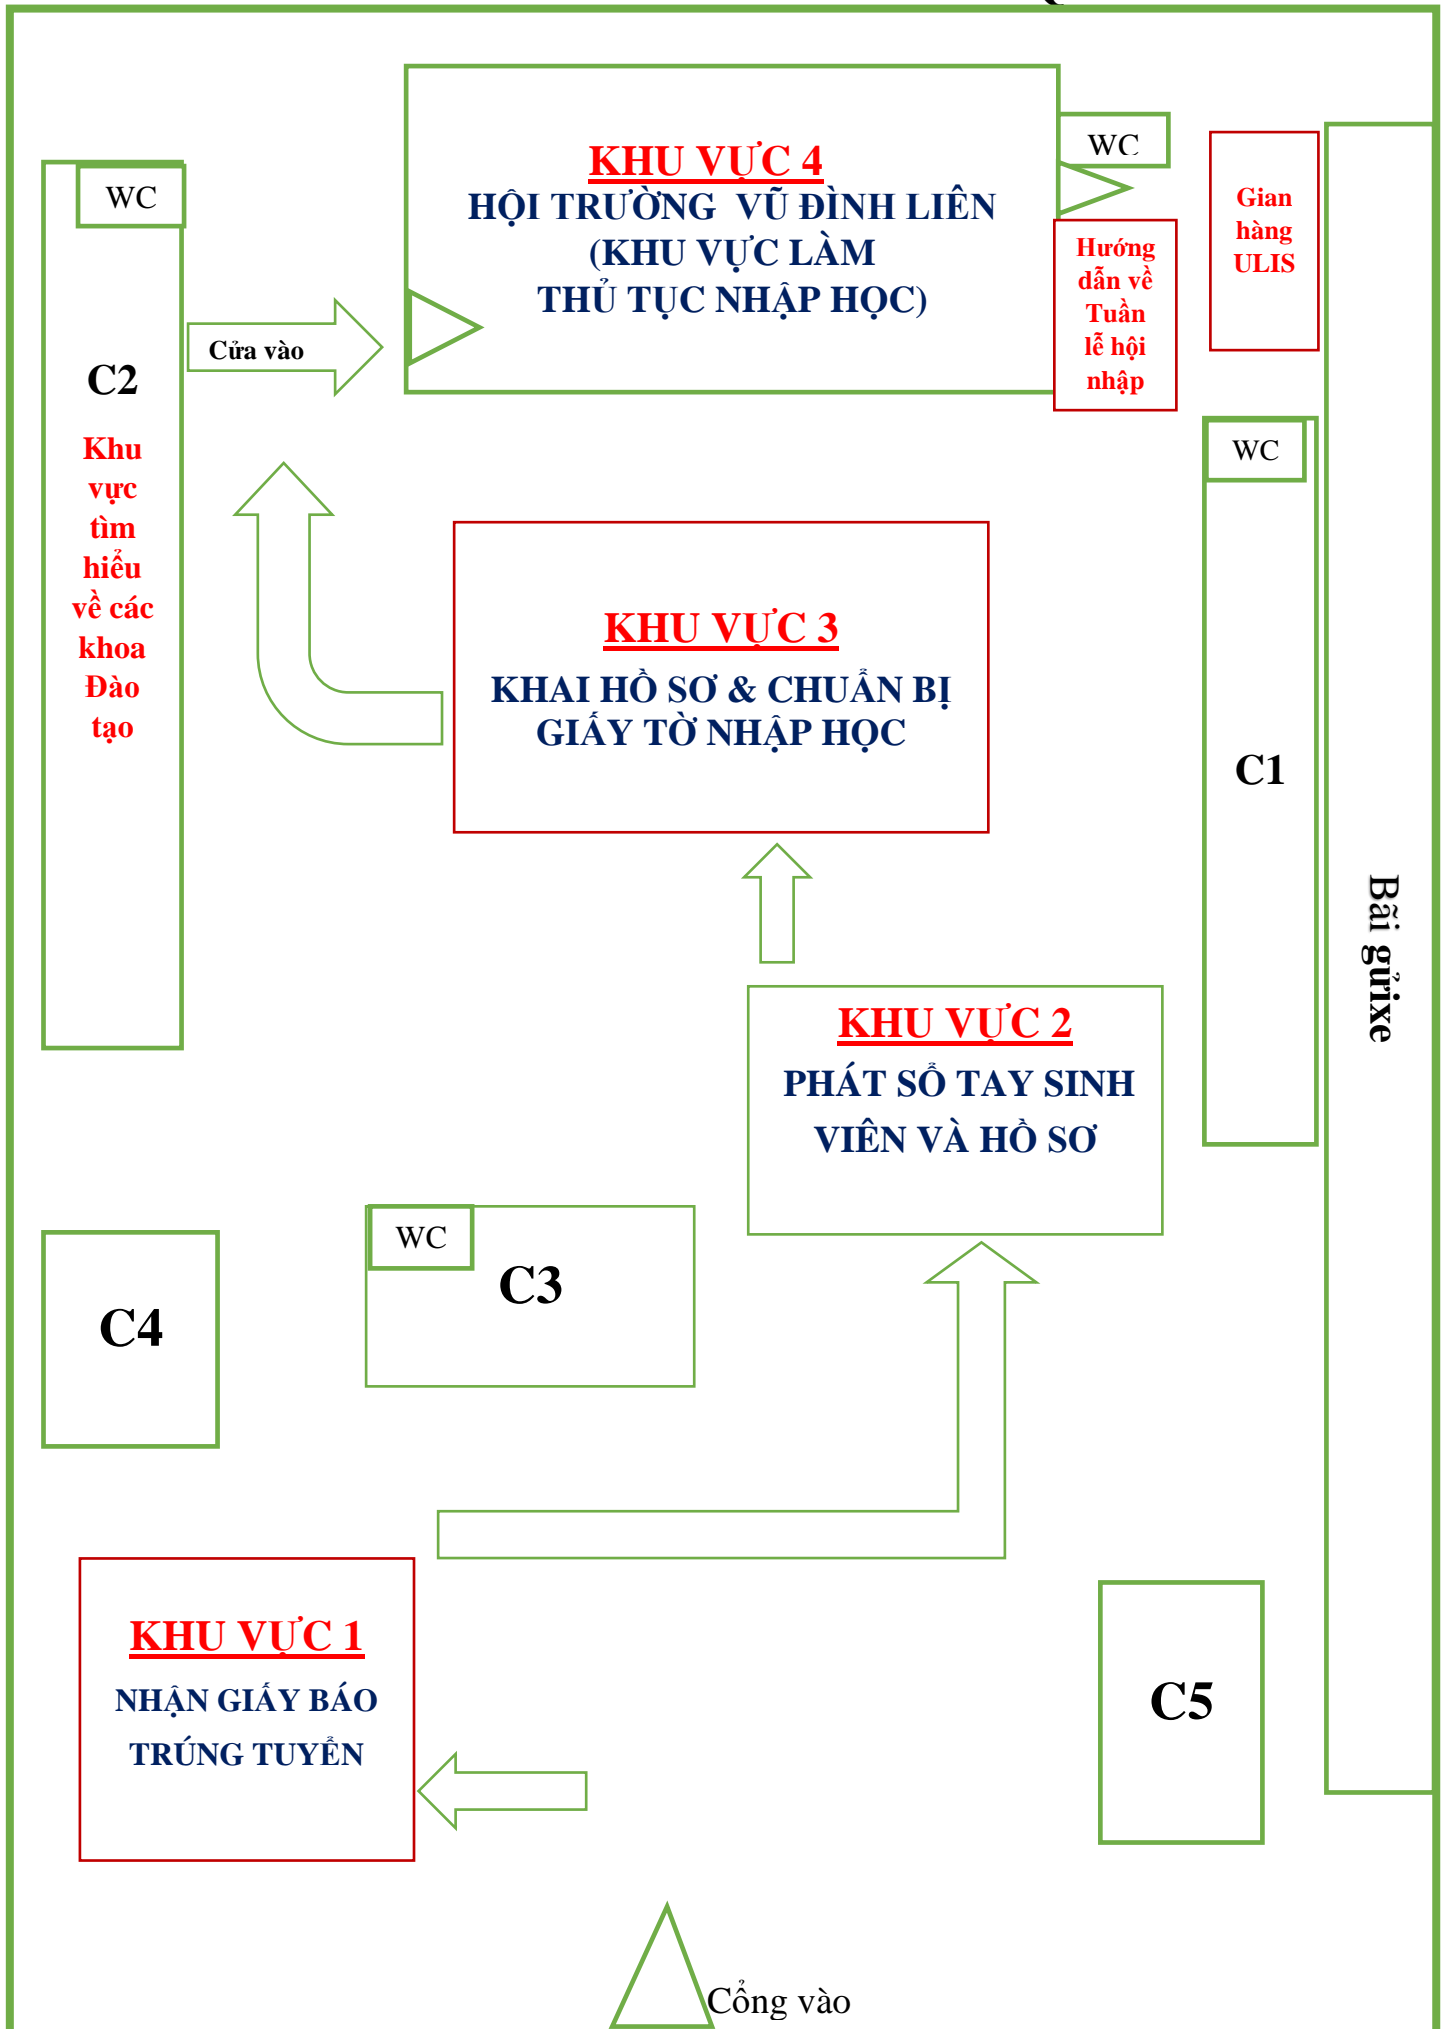 KHU VỰC 4
HỘI TRƯỜNG VŨ ĐÌNH LIÊN
(KHU VỰC LÀM
THỦ TỤC NHẬP HỌC)
WC
WC
Gian
hàng
ULIS
Hướng
dẫn về
Tuần
lễ hội
nhập
Cửa vào
C2
Khu
vực
tìm
hiểu
về các
khoa
Đào
tạo
WC
KHU VỰC 3
KHAI HỒ SƠ & CHUẨN BỊ
GIẤY TỜ NHẬP HỌC
C1
Bãi gửixe
KHU VỰC 2
PHÁT SỔ TAY SINH
VIÊN VÀ HỒ SƠ
WC
C3
C4
KHU VỰC 1
NHẬN GIẤY BÁO
TRÚNG TUYỂN
C5
Cổng vào